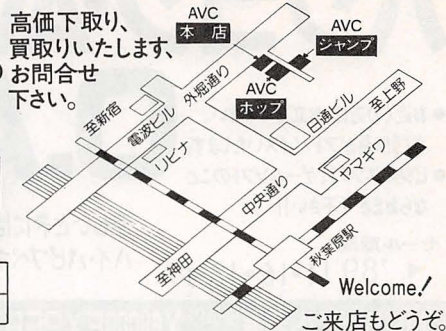 高価下取り、
買取りいたします、
お問合せ
下さい。
AVC
本店
AVC
ジャンプ
AVC
ホップ
至新宿
電波ビル
外堀通り
リビナ
日通ビル
至上野
ヤマギワ
中央通り
秋葉原駅
至神田
Welcome!
ご来店もどうぞ。